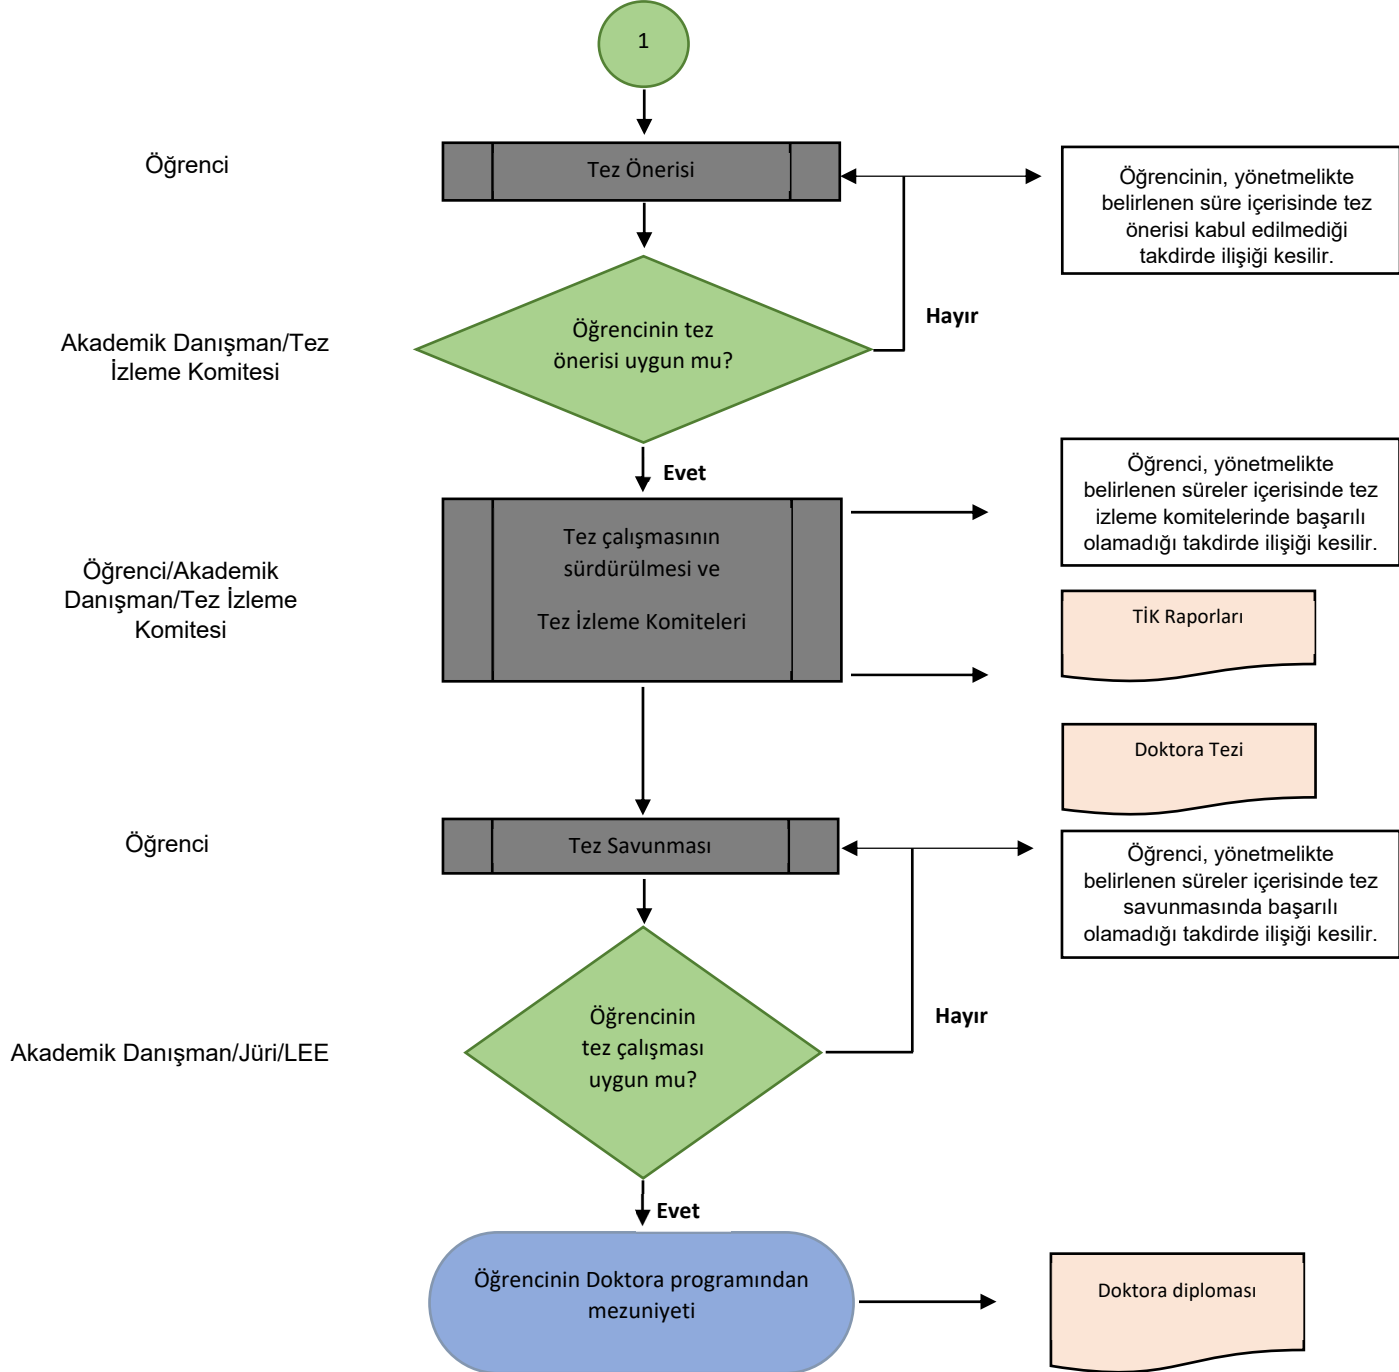 1
Öğrenci
Tez Önerisi
Öğrencinin, yönetmelikte
belirlenen süre içerisinde tez
önerisi kabul edilmediği
takdirde ilişiği kesilir.
Hayır
Akademik Danışman/Tez
İzleme Komitesi
Öğrencinin tez
önerisi uygun mu?
Evet
Öğrenci, yönetmelikte
belirlenen süreler içerisinde tez
izleme komitelerinde başarılı
olamadığı takdirde ilişiği kesilir.
Öğrenci/Akademik
Danışman/Tez İzleme
Komitesi
Tez çalışmasının
sürdürülmesi ve
Tez İzleme Komiteleri
TİK Raporları
Doktora Tezi
Öğrenci
Tez Savunması
Öğrenci, yönetmelikte
belirlenen süreler içerisinde tez
savunmasında başarılı
olamadığı takdirde ilişiği kesilir.
Hayır
Akademik Danışman/Jüri/LEE
Öğrencinin
tez çalışması
uygun mu?
Evet
Öğrencinin Doktora programından
mezuniyeti
Doktora diploması